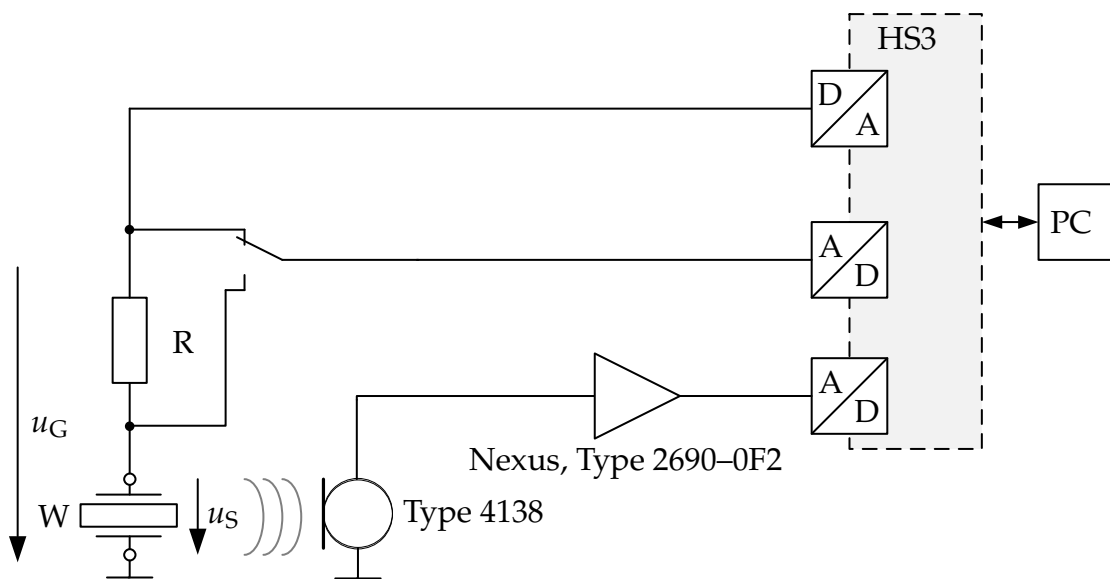 HS3
D
A
A
D
PC
R
A
D
u_G
Nexus, Type 2690–0F2
W
u_S
Type 4138